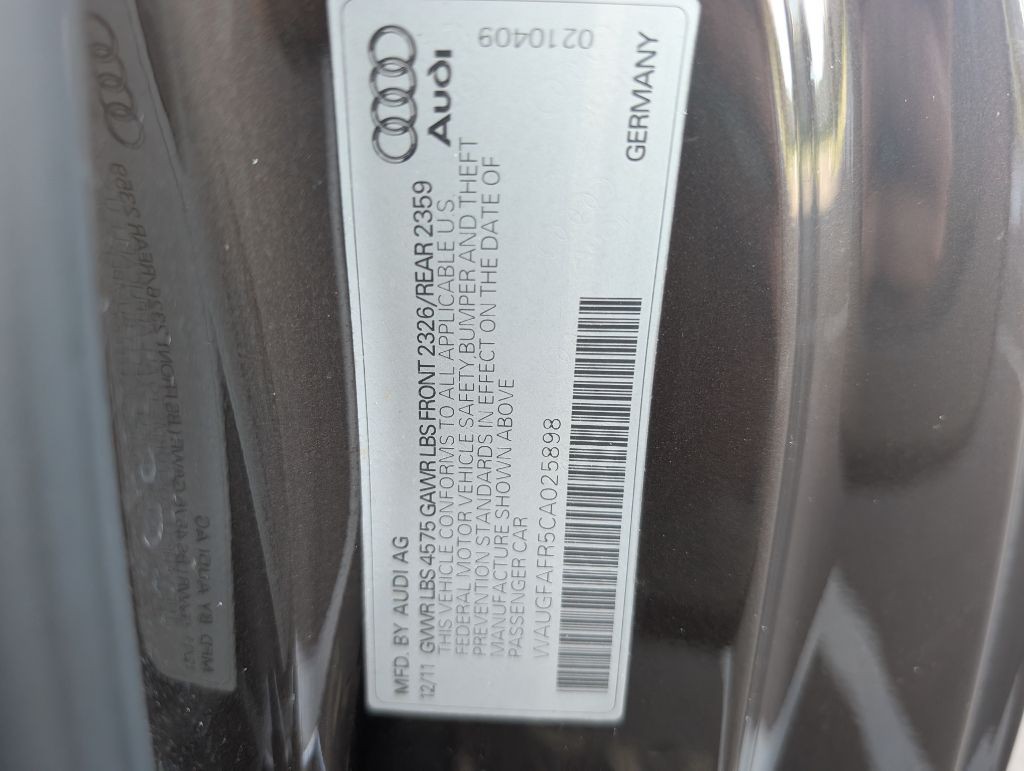 MFD. BY AUDI AG
12/11 GVWR LBS 4575 GAWR LBS FRONT 2326/REAR 2359
THIS VEHICLE CONFORMS TO ALL APPLICABLE U.S.
FEDERAL MOTOR VEHICLE SAFETY BUMPER AND THEFT
PREVENTION STANDARDS IN EFFECT ON THE DATE OF
MANUFACTURE SHOWN ABOVE
PASSENGER CAR
WAUGFAFR5CA025898
Audi
0210409
GERMANY